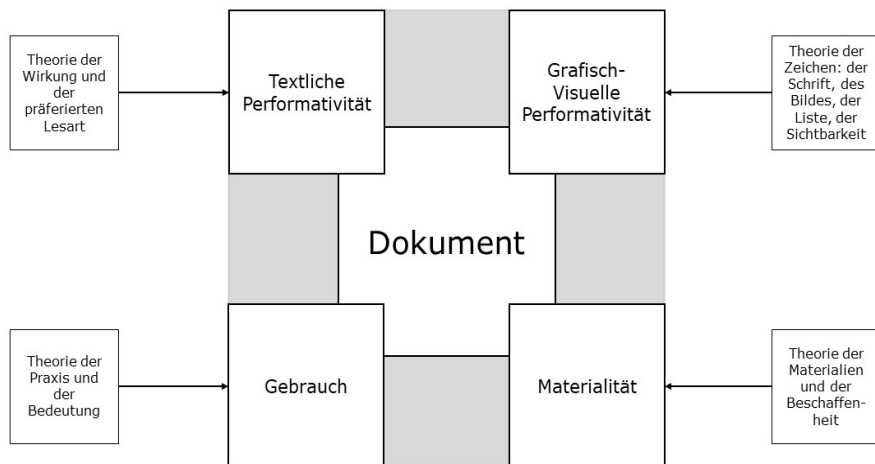 Theorie der
Wirkung und
der
präferierten
Lesart
Textliche
Performativität
Grafisch-
Visuelle
Performativität
Theorie der
Zeichen: der
Schrift, des
Bildes, der
Liste, der
Sichtbarkeit
Dokument
Theorie der
Praxis und
der
Bedeutung
Gebrauch
Materialität
Theorie der
Materialien
und der
Beschaffen-
heit